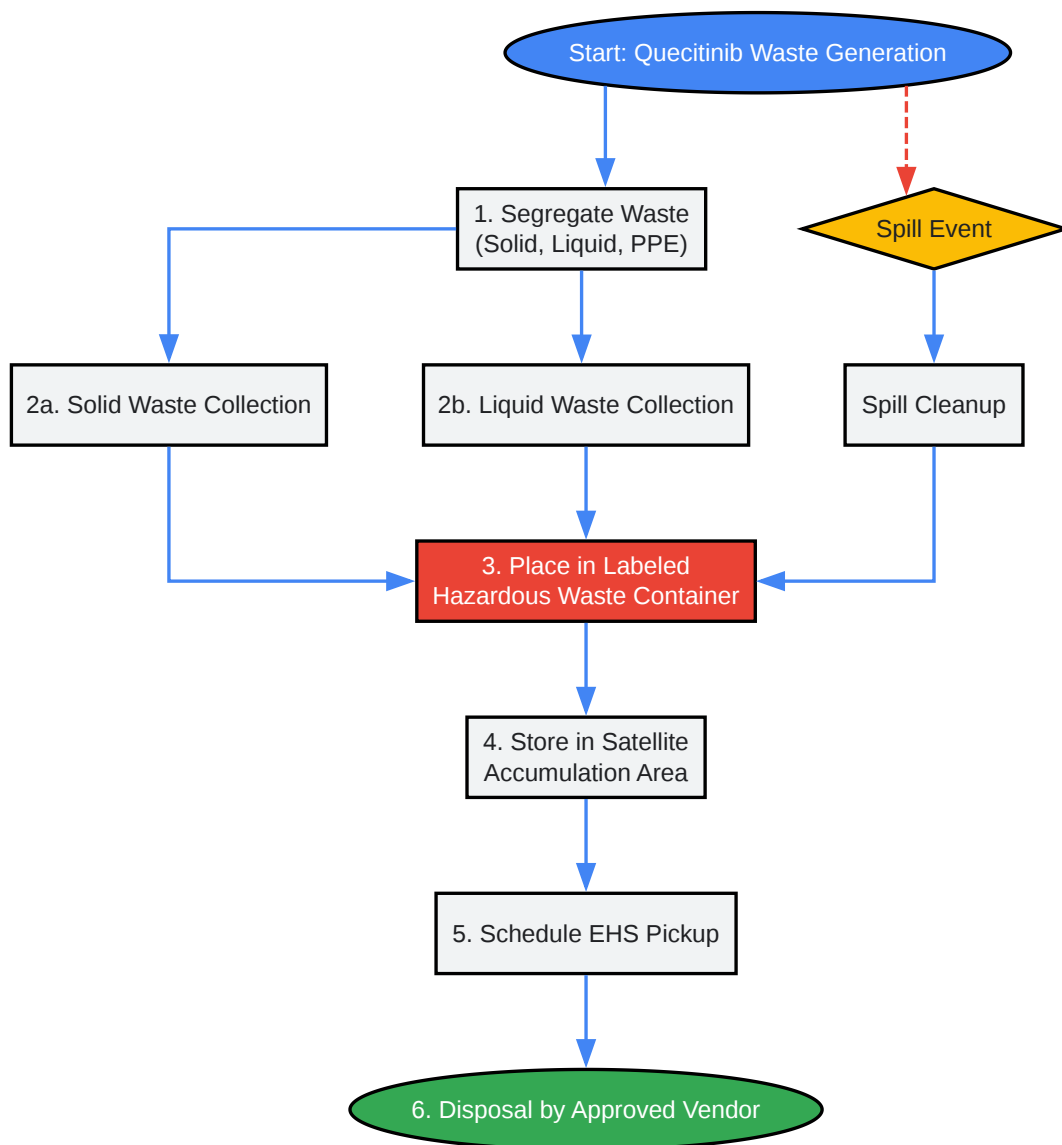 Start: Quecitinib Waste Generation
1. Segregate Waste
(Solid, Liquid, PPE)
Spill Event
2a. Solid Waste Collection
2b. Liquid Waste Collection
Spill Cleanup
3. Place in Labeled
Hazardous Waste Container
4. Store in Satellite
Accumulation Area
5. Schedule EHS Pickup
6. Disposal by Approved Vendor